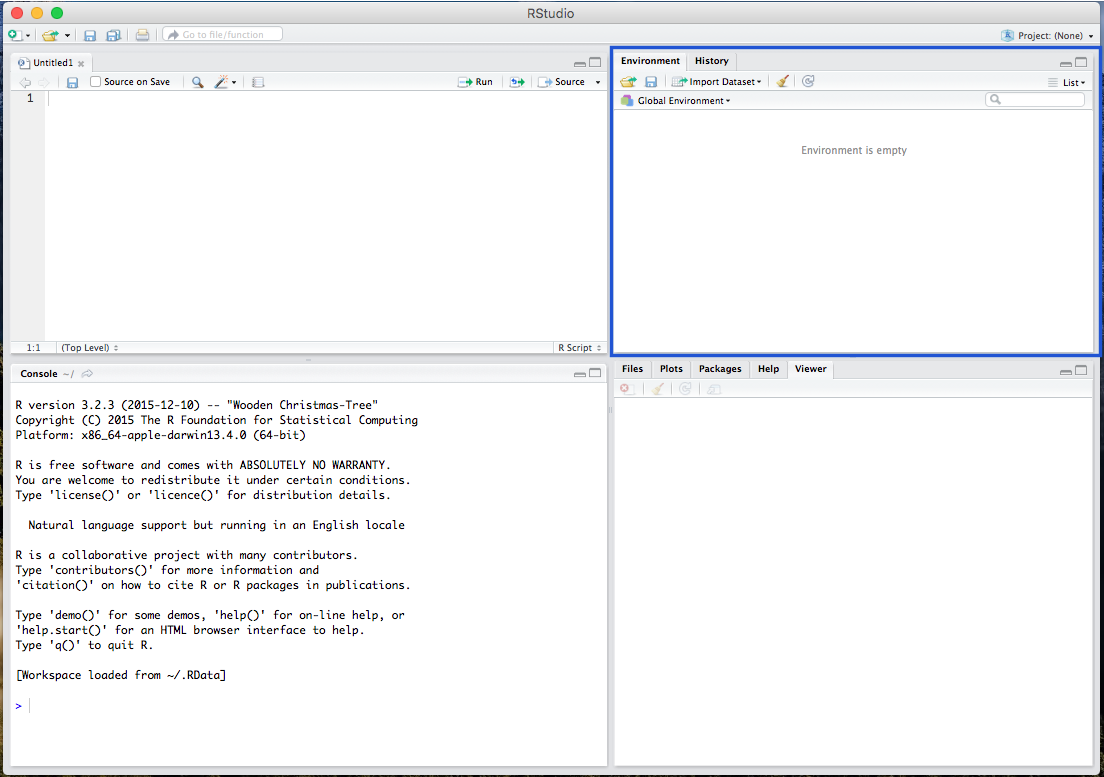 RStudio
Go to file/function
Project: (None)
Untitled1
Source on Save
Run
Source
1
1:1
(Top Level)
R Script
Environment
History
Import Dataset
List
Global Environment
Environment is empty
Console ~/
R version 3.2.3 (2015-12-10) -- "Wooden Christmas-Tree"
Copyright (C) 2015 The R Foundation for Statistical Computing
Platform: x86_64-apple-darwin13.4.0 (64-bit)
R is free software and comes with ABSOLUTELY NO WARRANTY.
You are welcome to redistribute it under certain conditions.
Type 'license()' or 'licence()' for distribution details.
Natural language support but running in an English locale
R is a collaborative project with many contributors.
Type 'contributors()' for more information and
'citation()' on how to cite R or R packages in publications.
Type 'demo()' for some demos, 'help()' for on-line help, or
'help.start()' for an HTML browser interface to help.
Type 'q()' to quit R.
[Workspace loaded from ~/.RData]
>
Files
Plots
Packages
Help
Viewer